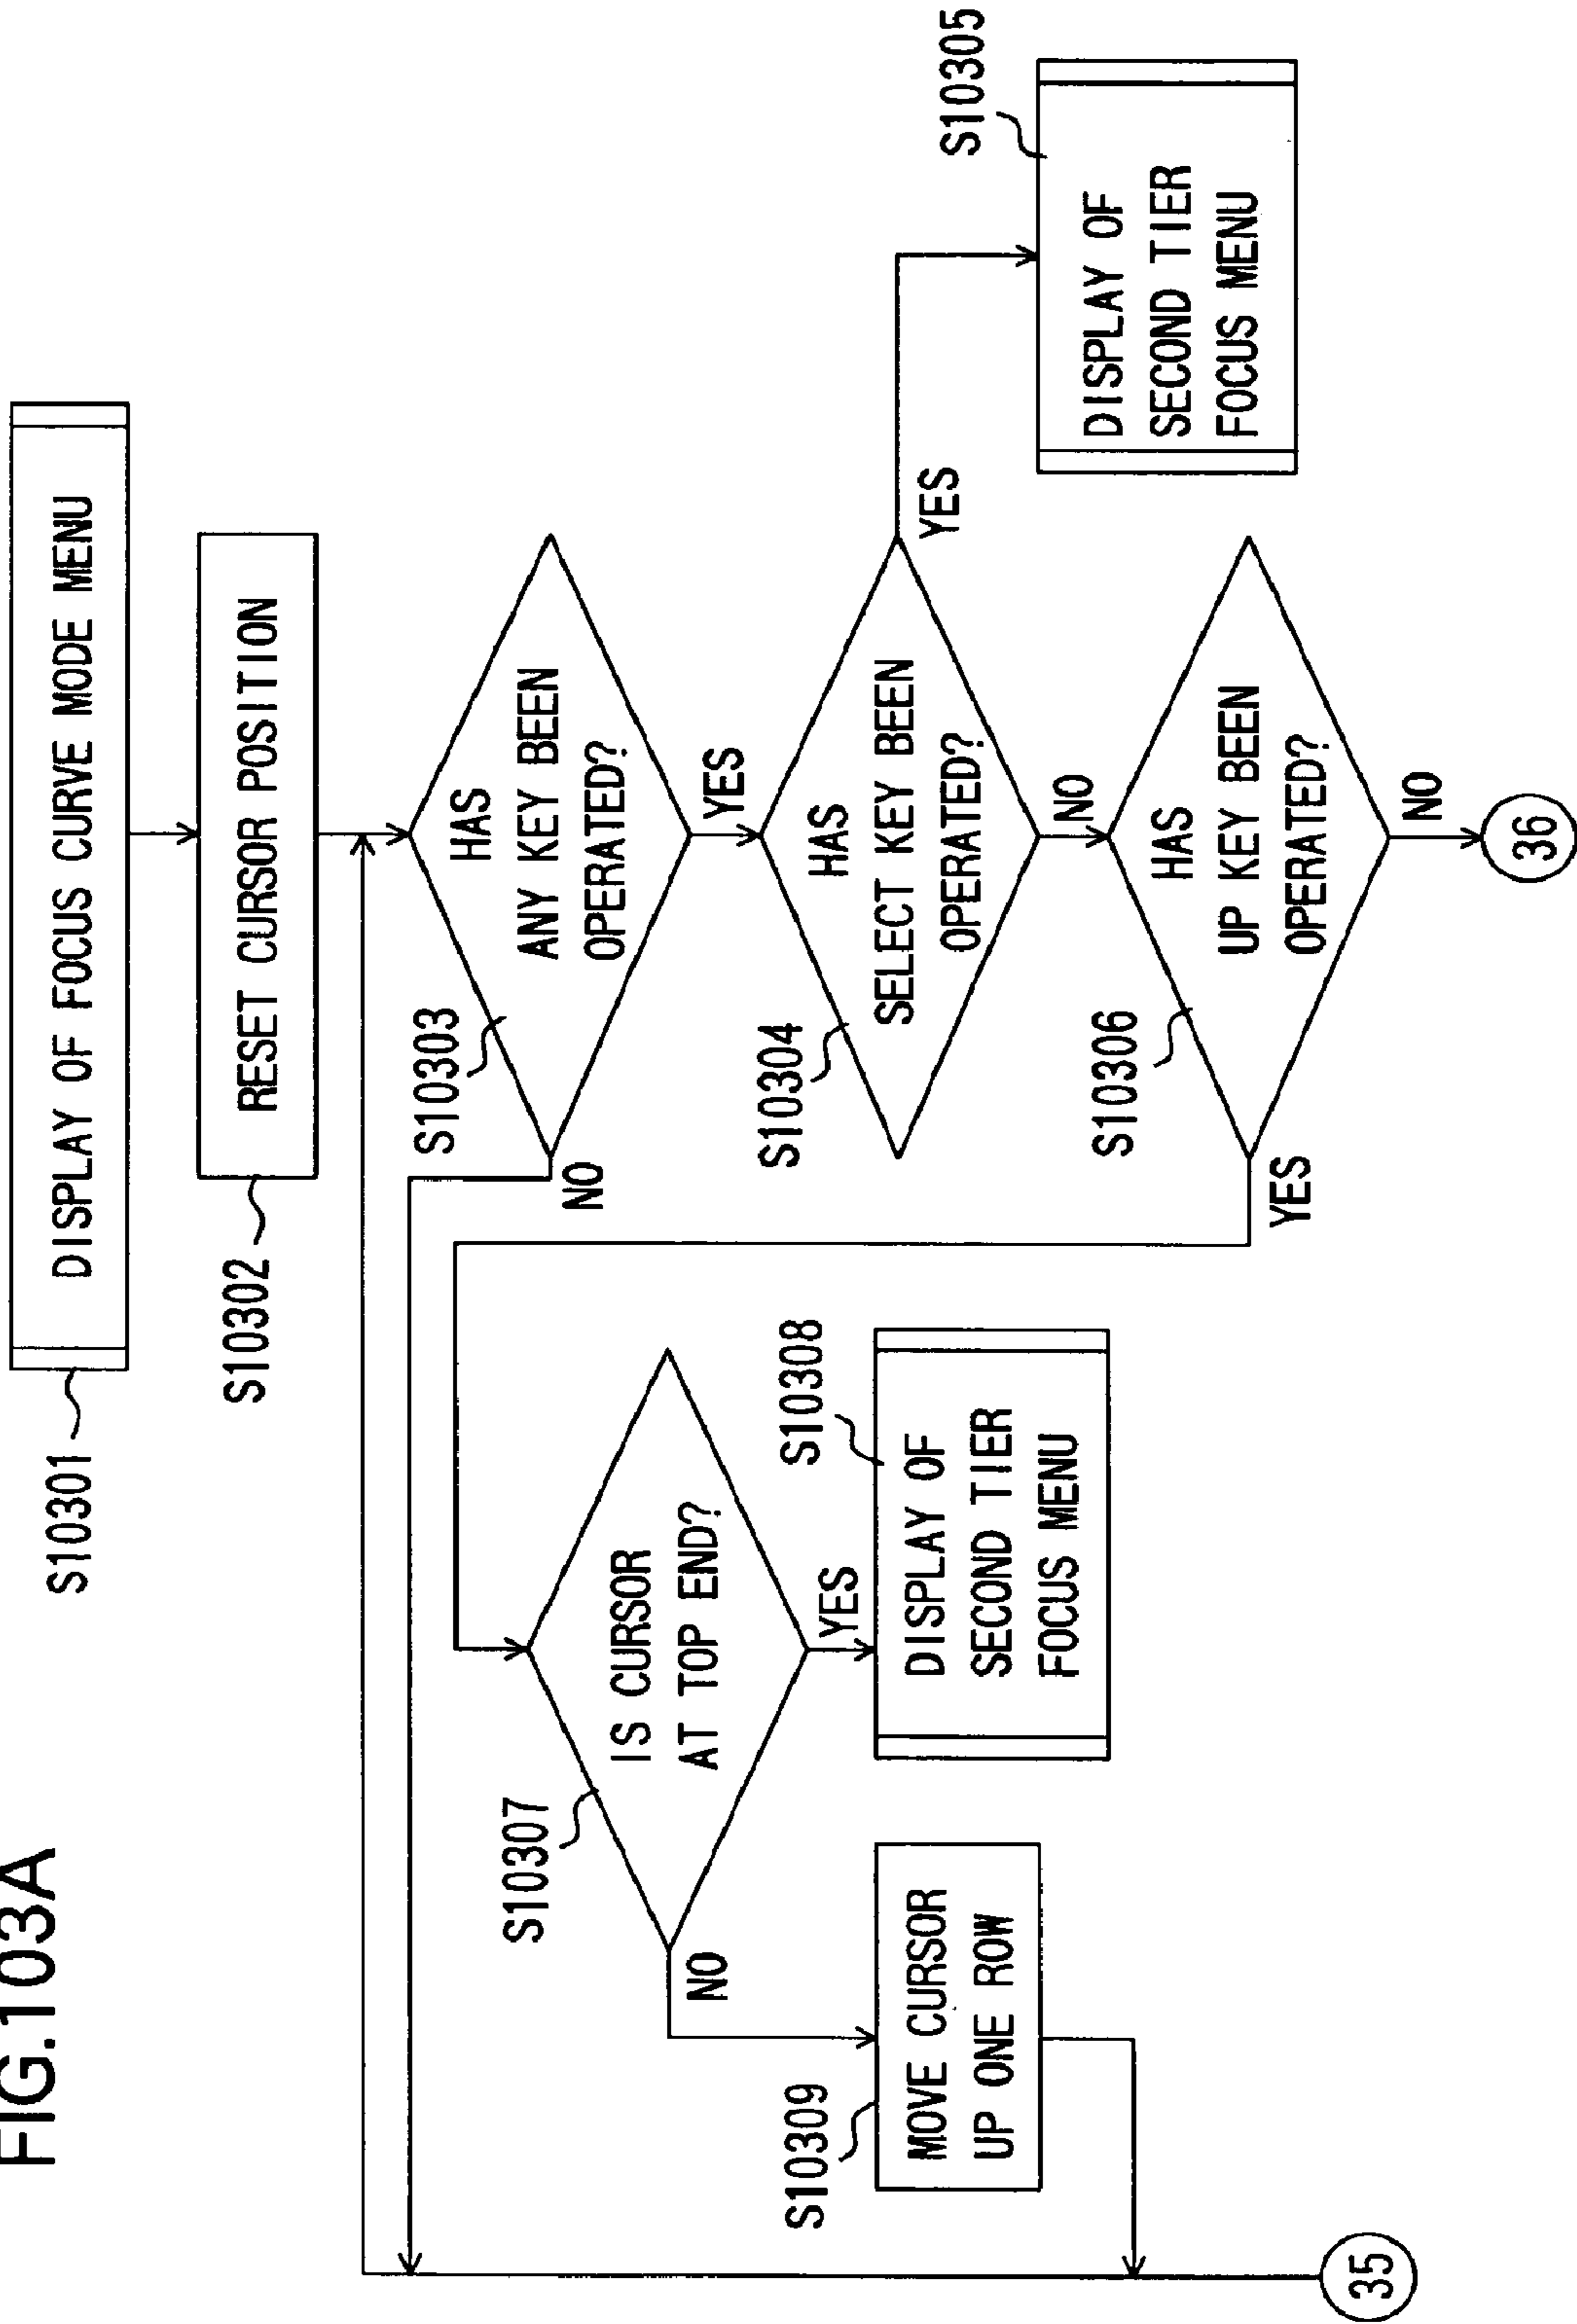 FIG.103A
S10301
DISPLAY OF FOCUS CURVE MODE MENU
S10302
RESET CURSOR POSITION
S10303
HAS
ANY KEY BEEN
OPERATED?
NO
YES
S10304
HAS
SELECT KEY BEEN
OPERATED?
YES
NO
S10305
DISPLAY OF
SECOND TIER
FOCUS MENU
S10306
HAS
UP KEY BEEN
OPERATED?
YES
NO
36
S10307
IS CURSOR
AT TOP END?
NO
YES
S10308
DISPLAY OF
SECOND TIER
FOCUS MENU
S10309
MOVE CURSOR
UP ONE ROW
35